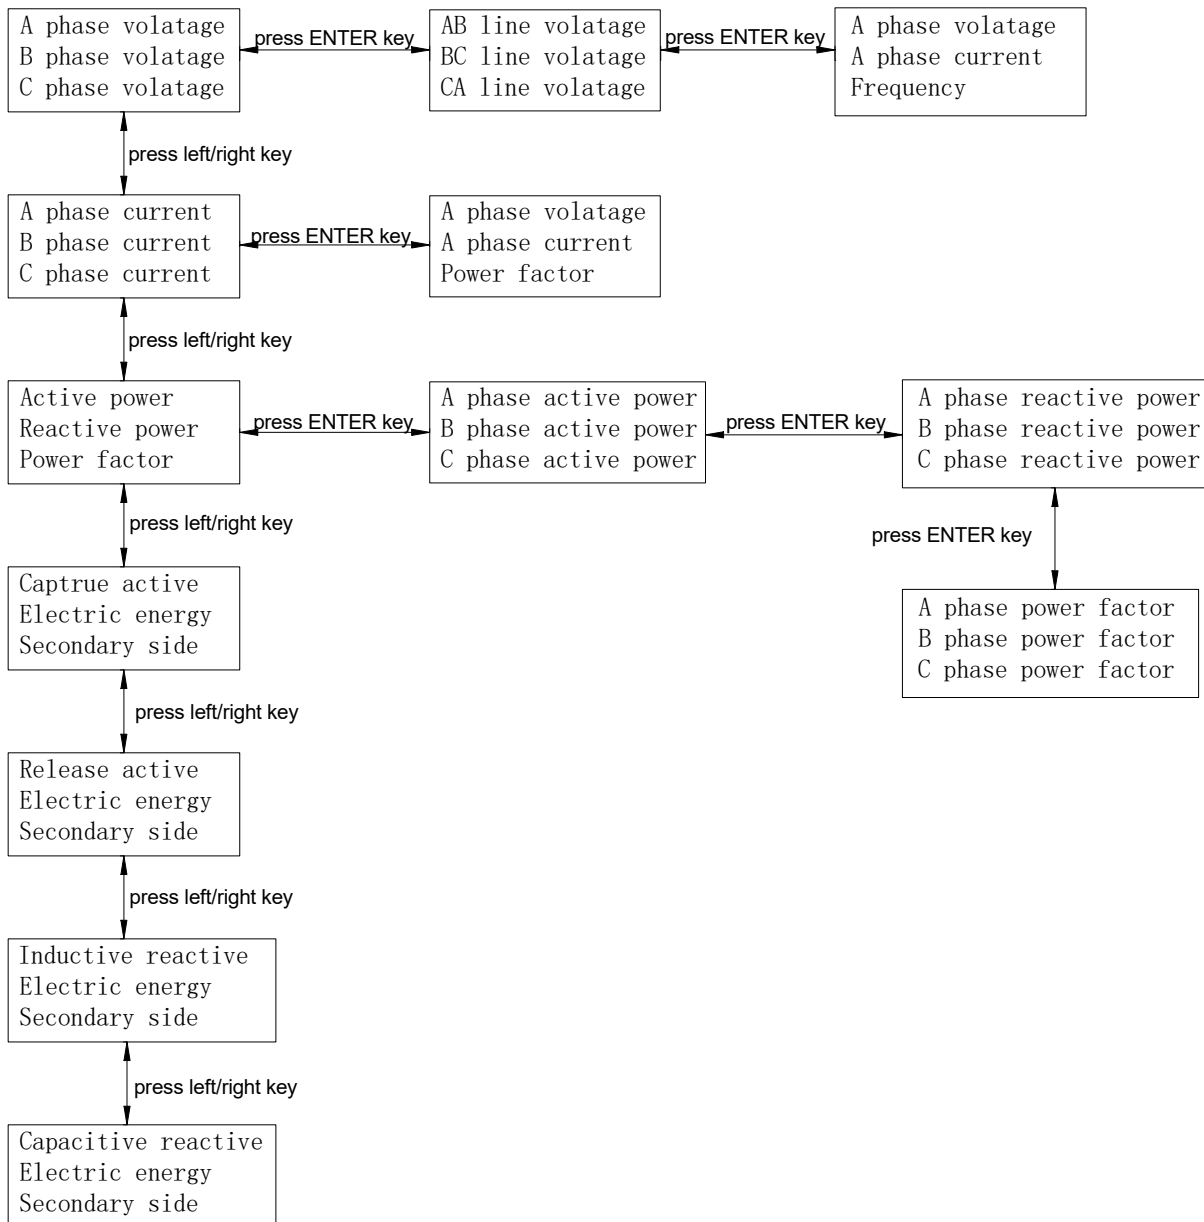 A phase volatage
B phase volatage
C phase volatage
press ENTER key
AB line volatage
BC line volatage
CA line volatage
press ENTER key
A phase volatage
A phase current
Frequency
press left/right key
A phase current
B phase current
C phase current
press ENTER key
A phase volatage
A phase current
Power factor
press left/right key
Active power
Reactive power
Power factor
press ENTER key
A phase active power
B phase active power
C phase active power
press ENTER key
A phase reactive power
B phase reactive power
C phase reactive power
press left/right key
press ENTER key
Captrue active
Electric energy
Secondary side
A phase power factor
B phase power factor
C phase power factor
press left/right key
Release active
Electric energy
Secondary side
press left/right key
Inductive reactive
Electric energy
Secondary side
press left/right key
Capacitive reactive
Electric energy
Secondary side